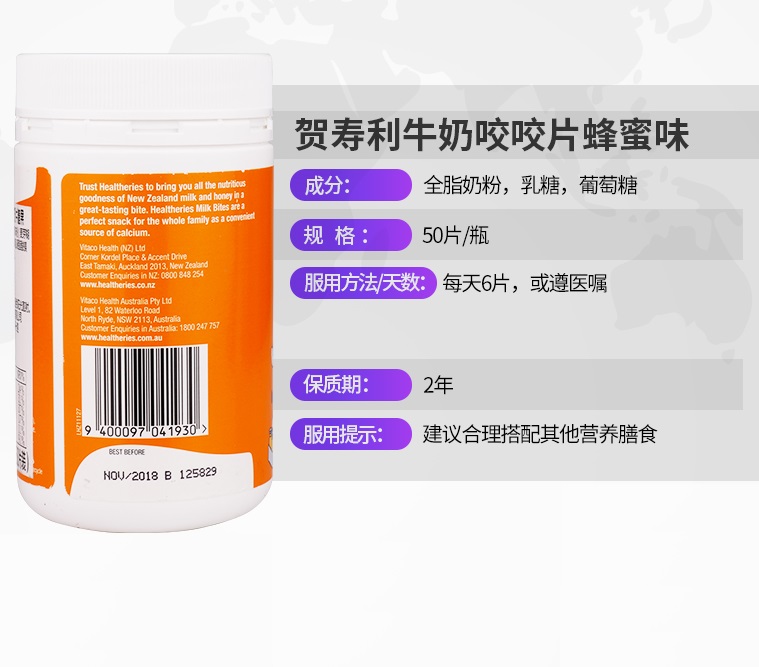 贺寿利牛奶咬咬片蜂蜜味
成分: 全脂奶粉，乳糖，葡萄糖
规 格: 50片/瓶
服用方法/天数: 每天6片，或遵医嘱
保质期: 2年
服用提示: 建议合理搭配其他营养膳食
Trust Healtheries to bring you all the nutritious
goodness of New Zealand milk and honey in a
great-tasting bite. Healtheries Milk Bites are a
perfect snack for the whole family as a convenient
source of calcium.
Vitaco Health (NZ) Ltd
Corner Kordel Place & Accent Drive
East Tamaki, Auckland 2013, New Zealand
Customer Enquiries in NZ: 0800 848 254
www.healtheries.co.nz
Vitaco Health Australia Pty Ltd
Level 1, 82 Waterloo Road
North Ryde, NSW 2113, Australia
Customer Enquiries in Australia: 1800 247 757
www.healtheries.com.au
LNZ11127
9 400097 041930 >
BEST BEFORE
NOV/2018 B 125829